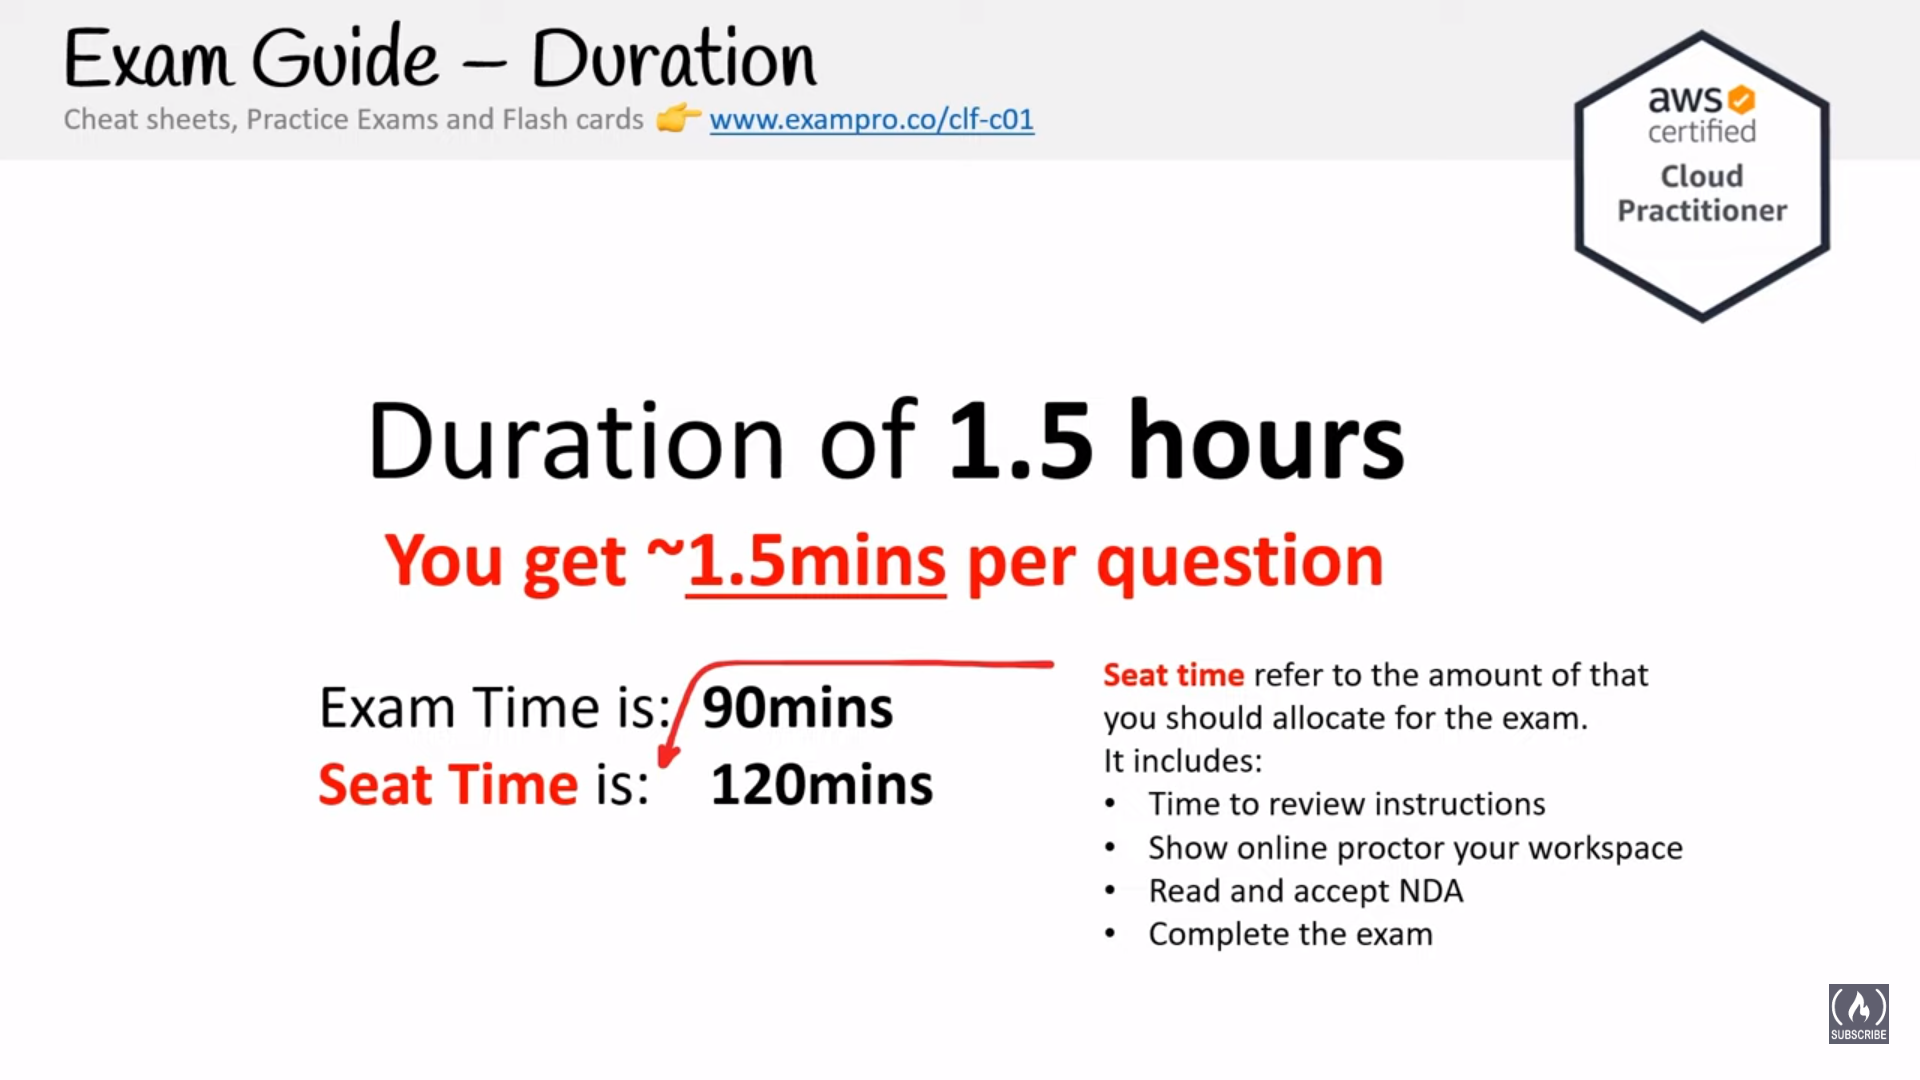 Exam Guide – Duration
Cheat sheets, Practice Exams and Flash cards 👉 www.exampro.co/clf-c01
aws
certified
Cloud
Practitioner
Duration of 1.5 hours
You get ~1.5mins per question
Exam Time is: 90mins
Seat Time is: 120mins
Seat time refer to the amount of that
you should allocate for the exam.
It includes:
• Time to review instructions
• Show online proctor your workspace
• Read and accept NDA
• Complete the exam
SUBSCRIBE